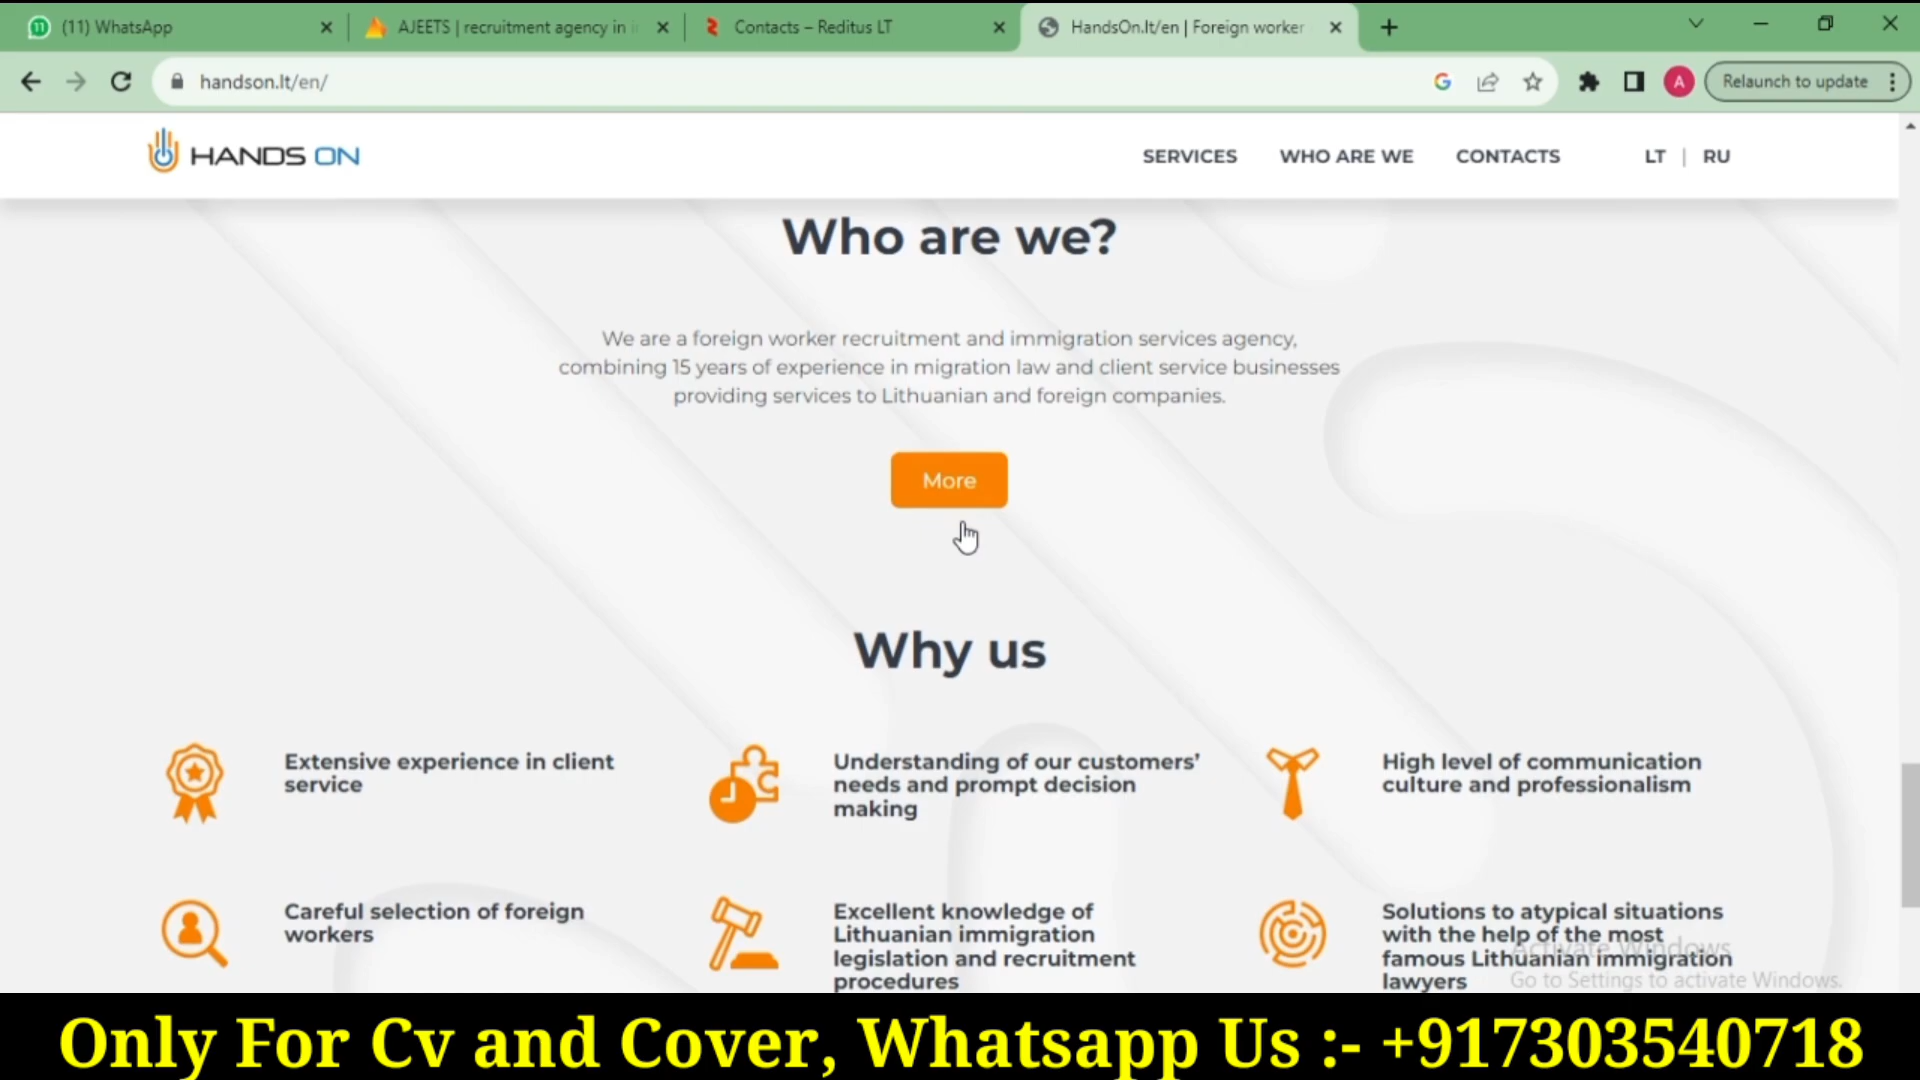 (11) WhatsApp
AJEETS | recruitment agency in i
Contacts – Reditus LT
HandsOn.lt/en | Foreign worker
handson.lt/en/
A
Relaunch to update
HANDS ON
SERVICES
WHO ARE WE
CONTACTS
LT | RU
Who are we?
We are a foreign worker recruitment and immigration services agency,
combining 15 years of experience in migration law and client service businesses
providing services to Lithuanian and foreign companies.
More
Why us
Extensive experience in client
service
Understanding of our customers’
needs and prompt decision
making
High level of communication
culture and professionalism
Careful selection of foreign
workers
Excellent knowledge of
Lithuanian immigration
legislation and recruitment
procedures
Solutions to atypical situations
with the help of the most
famous Lithuanian immigration
lawyers
Activate Windows
Go to Settings to activate Windows.
Only For Cv and Cover, Whatsapp Us :- +917303540718